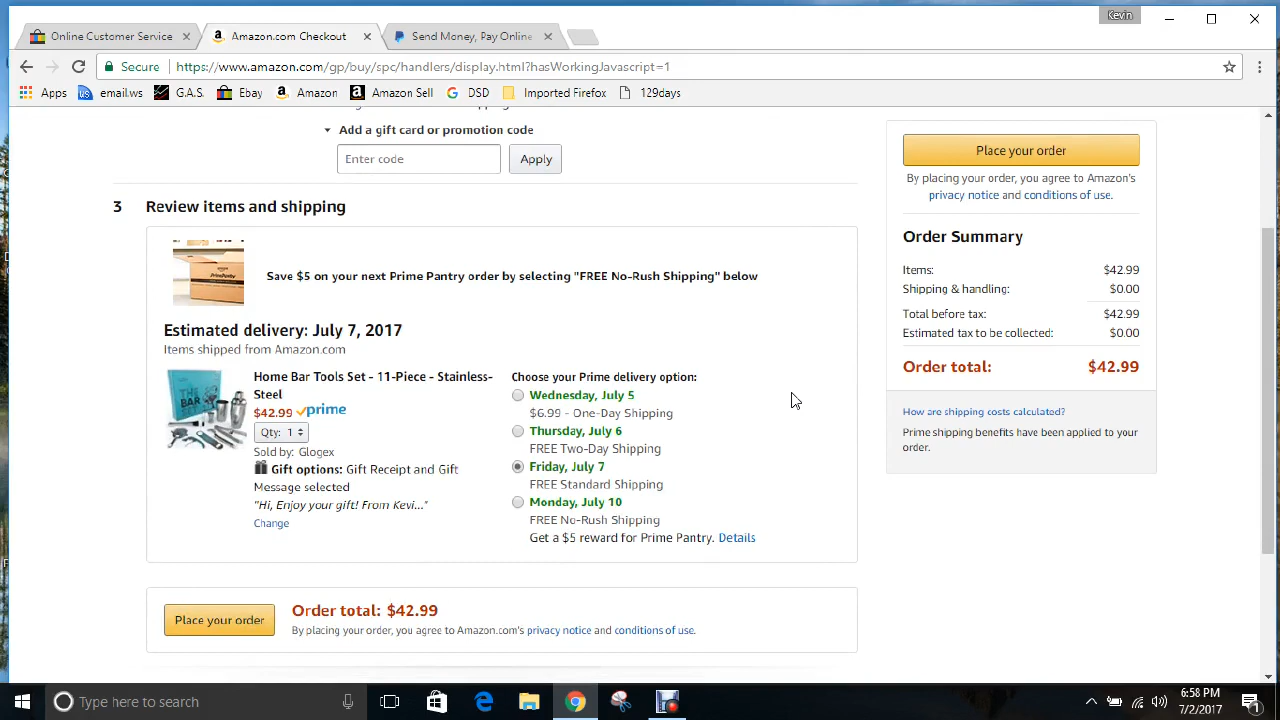 Kevin
Online Customer Service
Amazon.com Checkout
Send Money, Pay Online
Secure
https://www.amazon.com/gp/buy/spc/handlers/display.html?hasWorkingJavascript=1
Apps
email.ws
G.A.S.
Ebay
Amazon
Amazon Sell
DSD
Imported Firefox
129days
Add a gift card or promotion code
Enter code
Apply
3 Review items and shipping
Save $5 on your next Prime Pantry order by selecting "FREE No-Rush Shipping" below
Estimated delivery: July 7, 2017
Items shipped from Amazon.com
THE BAR
Home Bar Tools Set - 11-Piece - Stainless-
Steel
$42.99 prime
Qty: 1
Sold by: Glogex
Gift options: Gift Receipt and Gift
Message selected
"Hi, Enjoy your gift! From Kevi..."
Change
Choose your Prime delivery option:
Wednesday, July 5
$6.99 - One-Day Shipping
Thursday, July 6
FREE Two-Day Shipping
Friday, July 7
FREE Standard Shipping
Monday, July 10
FREE No-Rush Shipping
Get a $5 reward for Prime Pantry. Details
Place your order
Order total: $42.99
By placing your order, you agree to Amazon.com's privacy notice and conditions of use.
Place your order
By placing your order, you agree to Amazon's
privacy notice and conditions of use.
Order Summary
Items: $42.99
Shipping & handling: $0.00
Total before tax: $42.99
Estimated tax to be collected: $0.00
Order total: $42.99
How are shipping costs calculated?
Prime shipping benefits have been applied to your
order.
Type here to search
6:58 PM
7/2/2017
1